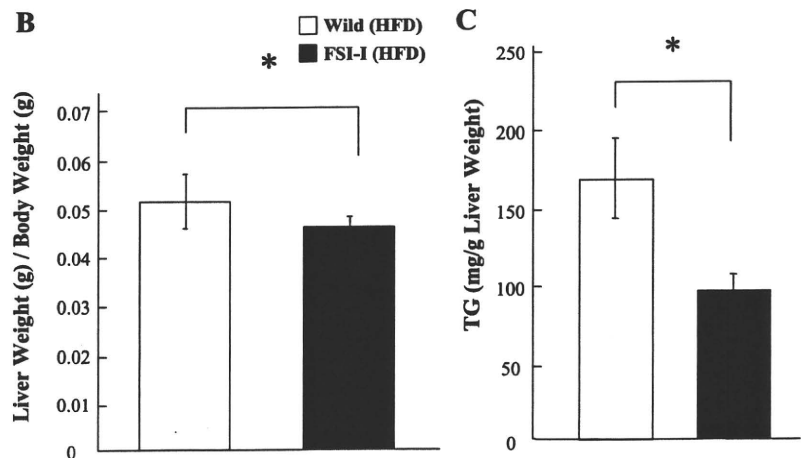 B
Wild (HFD)
FSI-I (HFD)
*
Liver Weight (g) / Body Weight (g)
0.07
0.06
0.05
0.04
0.03
0.02
0.01
0
C
*
TG (mg/g Liver Weight)
250
200
150
100
50
0